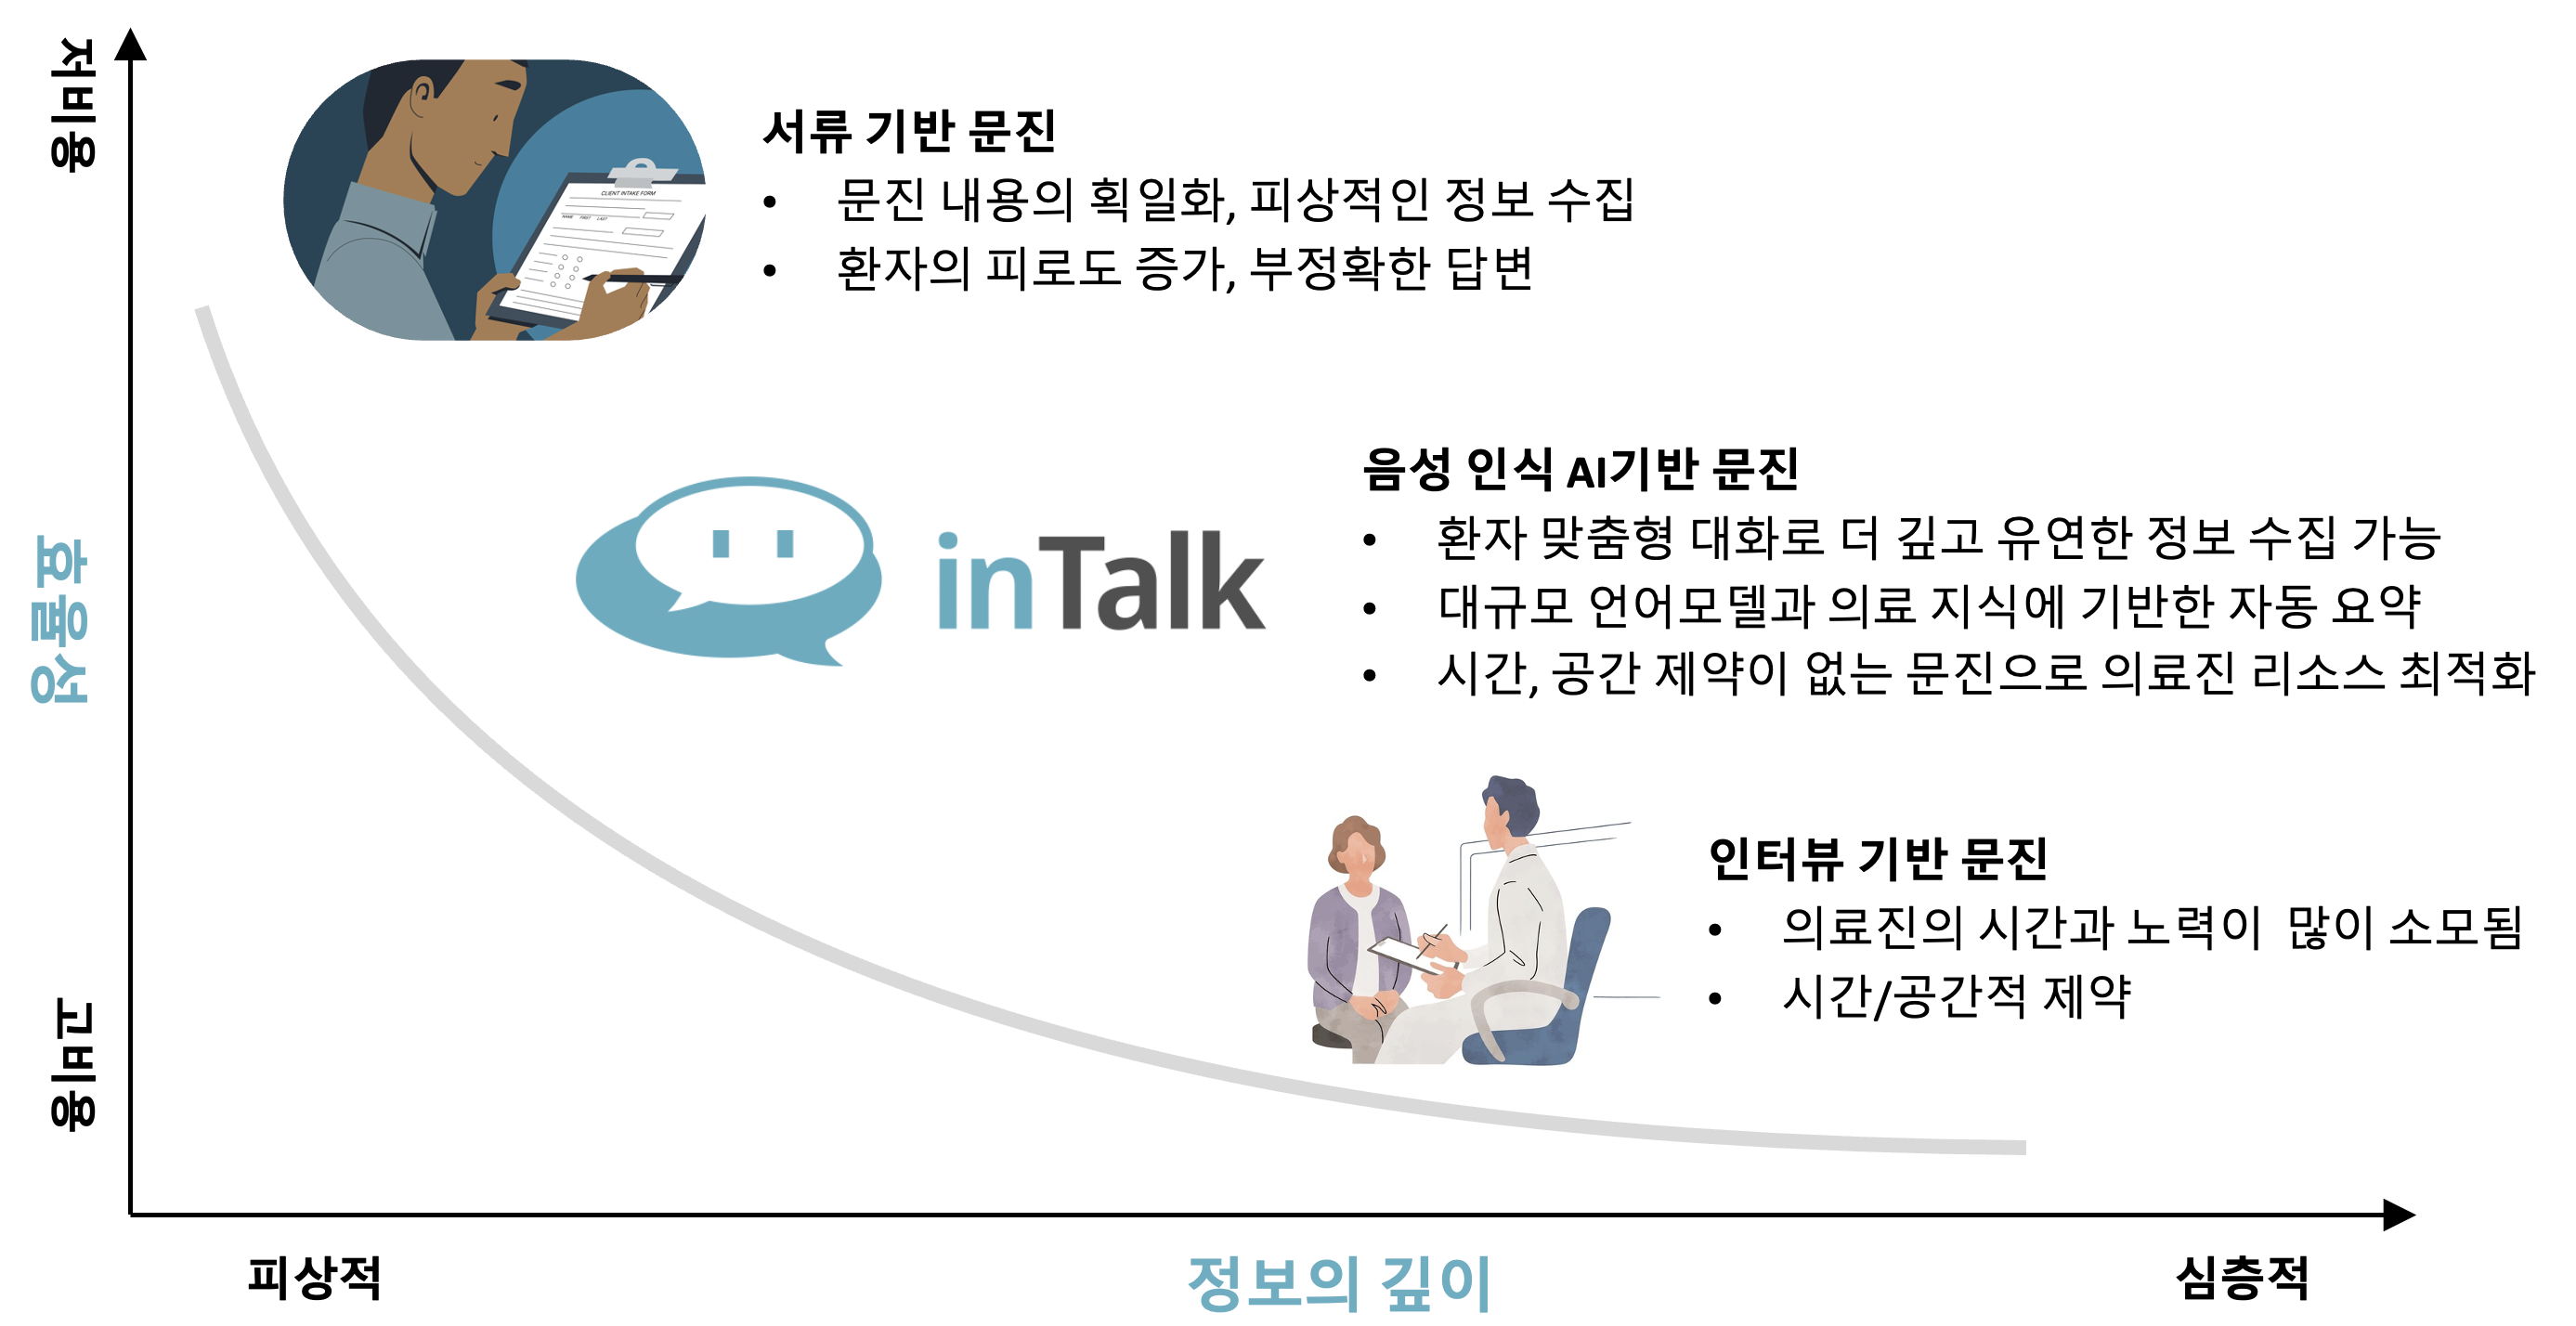 저비용
CLIENT INTAKE FORM
NAME FIRST LAST
서류 기반 문진
• 문진 내용의 획일화, 피상적인 정보 수집
• 환자의 피로도 증가, 부정확한 답변
효율성
inTalk
음성 인식 AI기반 문진
• 환자 맞춤형 대화로 더 깊고 유연한 정보 수집 가능
• 대규모 언어모델과 의료 지식에 기반한 자동 요약
• 시간, 공간 제약이 없는 문진으로 의료진 리소스 최적화
인터뷰 기반 문진
• 의료진의 시간과 노력이 많이 소모됨
• 시간/공간적 제약
고비용
피상적
정보의 깊이
심층적